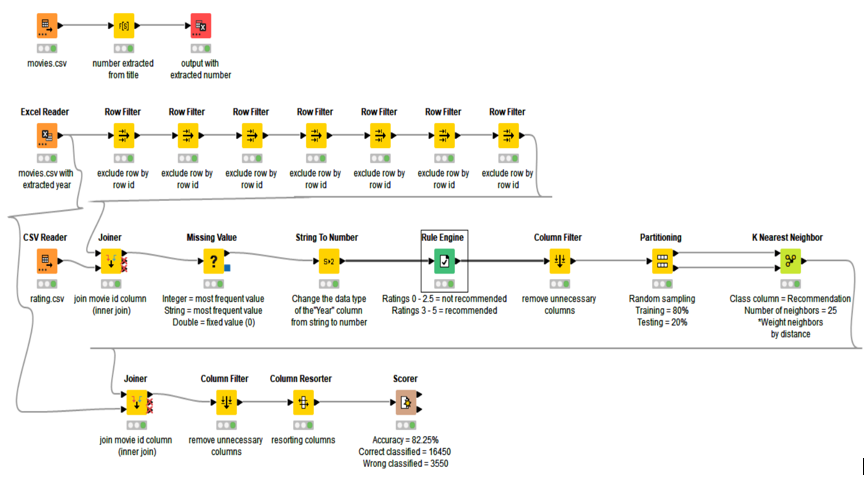 movies.csv
number extracted
from title
output with
extracted number
Excel Reader
Row Filter
Row Filter
Row Filter
Row Filter
Row Filter
Row Filter
Row Filter
movies.csv with
extracted year
exclude row by
row id
exclude row by
row id
exclude row by
row id
exclude row by
row id
exclude row by
row id
exclude row by
row id
exclude row by
row id
CSV Reader
Joiner
Missing Value
String To Number
Rule Engine
Column Filter
Partitioning
K Nearest Neighbor
S▸2
rating.csv
join movie id column
(inner join)
Integer = most frequent value
String = most frequent value
Double = fixed value (0)
Change the data type
of the"Year" column
from string to number
Ratings 0 - 2.5 = not recommended
Ratings 3 - 5 = recommended
remove unnecessary
columns
Random sampling
Training = 80%
Testing = 20%
Class column = Recommendation
Number of neighbors = 25
*Weight neighbors
by distance
Joiner
Column Filter
Column Resorter
Scorer
join movie id column
(inner join)
remove unnecessary
columns
resorting columns
Accuracy = 82.25%
Correct classified = 16450
Wrong classified = 3550